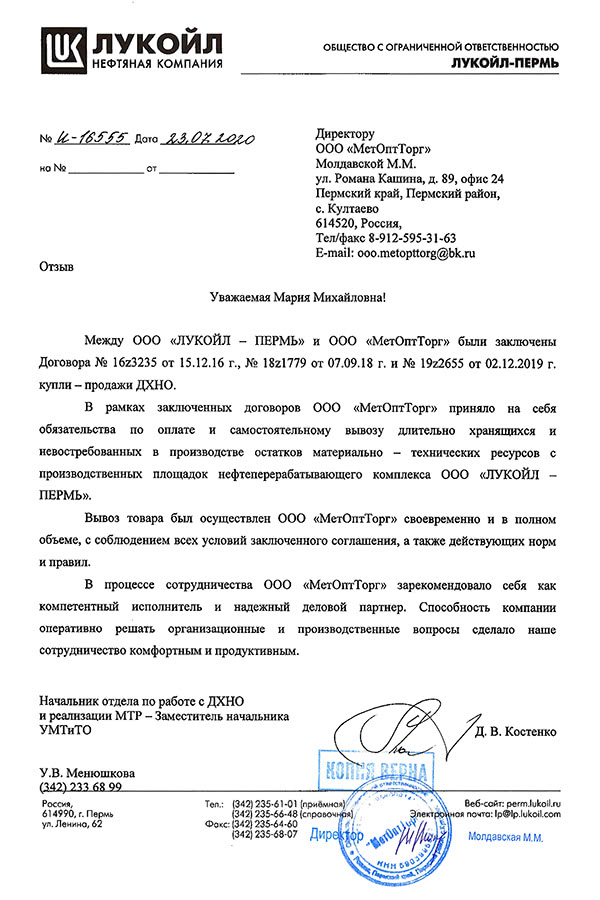 ЛУКОЙЛ
НЕФТЯНАЯ КОМПАНИЯ
ОБЩЕСТВО С ОГРАНИЧЕННОЙ ОТВЕТСТВЕННОСТЬЮ
ЛУКОЙЛ-ПЕРМЬ
№ И-16555 Дата 23.07.2020
на № от
Директору
ООО «МетОптТорг»
Молдавской М.М.
ул. Романа Кашина, д. 89, офис 24
Пермский край, Пермский район,
с. Култаево
614520, Россия,
Тел/факс 8-912-595-31-63
E-mail: ooo.metopttorg@bk.ru
Отзыв
Уважаемая Мария Михайловна!
Между ООО «ЛУКОЙЛ – ПЕРМЬ» и ООО «МетОптТорг» были заключены
Договора № 16z3235 от 15.12.16 г., № 18z1779 от 07.09.18 г. и № 19z2655 от 02.12.2019 г.
купли – продажи ДХНО.
В рамках заключенных договоров ООО «МетОптТорг» приняло на себя
обязательства по оплате и самостоятельному вывозу длительно хранящихся и
невостребованных в производстве остатков материально – технических ресурсов с
производственных площадок нефтеперерабатывающего комплекса ООО «ЛУКОЙЛ –
ПЕРМЬ».
Вывоз товара был осуществлен ООО «МетОптТорг» своевременно и в полном
объеме, с соблюдением всех условий заключенного соглашения, а также действующих норм
и правил.
В процессе сотрудничества ООО «МетОптТорг» зарекомендовало себя как
компетентный исполнитель и надежный деловой партнер. Способность компании
оперативно решать организационные и производственные вопросы сделало наше
сотрудничество комфортным и продуктивным.
Начальник отдела по работе с ДХНО
и реализации МТР – Заместитель начальника
УМТиТО
Д. В. Костенко
КОПИЯ ВЕРНА
У.В. Менюшкова
(342) 233 68 99
Россия,
614990, г. Пермь
ул. Ленина, 62
Тел.: (342) 235-61-01 (приёмная)
(342) 235-66-48 (справочная)
Факс: (342) 235-64-60
(342) 235-68-07
Веб-сайт: perm.lukoil.ru
Электронная почта: lp@lp.lukoil.com
Директор
"МетОптТорг"
Молдавская М.М.